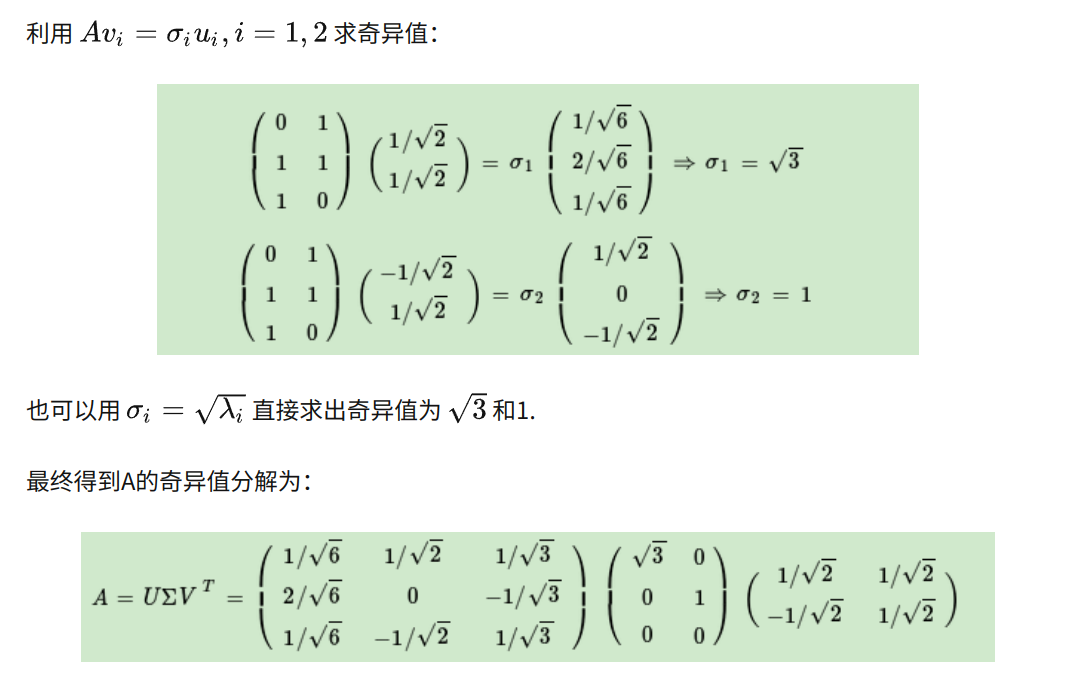 利用 $Av_i = \sigma_i u_i, i = 1, 2$ 求奇异值：
$\begin{pmatrix} 0 & 1 \\ 1 & 1 \\ 1 & 0 \end{pmatrix} \begin{pmatrix} 1/\sqrt{2} \\ 1/\sqrt{2} \end{pmatrix} = \sigma_1 \begin{pmatrix} 1/\sqrt{6} \\ 2/\sqrt{6} \\ 1/\sqrt{6} \end{pmatrix} \Rightarrow \sigma_1 = \sqrt{3}$
$\begin{pmatrix} 0 & 1 \\ 1 & 1 \\ 1 & 0 \end{pmatrix} \begin{pmatrix} -1/\sqrt{2} \\ 1/\sqrt{2} \end{pmatrix} = \sigma_2 \begin{pmatrix} 1/\sqrt{2} \\ 0 \\ -1/\sqrt{2} \end{pmatrix} \Rightarrow \sigma_2 = 1$
也可以用 $\sigma_i = \sqrt{\lambda_i}$ 直接求出奇异值为 $\sqrt{3}$ 和1.
最终得到A的奇异值分解为：
$A = U\Sigma V^T = \begin{pmatrix} 1/\sqrt{6} & 1/\sqrt{2} & 1/\sqrt{3} \\ 2/\sqrt{6} & 0 & -1/\sqrt{3} \\ 1/\sqrt{6} & -1/\sqrt{2} & 1/\sqrt{3} \end{pmatrix} \begin{pmatrix} \sqrt{3} & 0 \\ 0 & 1 \\ 0 & 0 \end{pmatrix} \begin{pmatrix} 1/\sqrt{2} & 1/\sqrt{2} \\ -1/\sqrt{2} & 1/\sqrt{2} \end{pmatrix}$